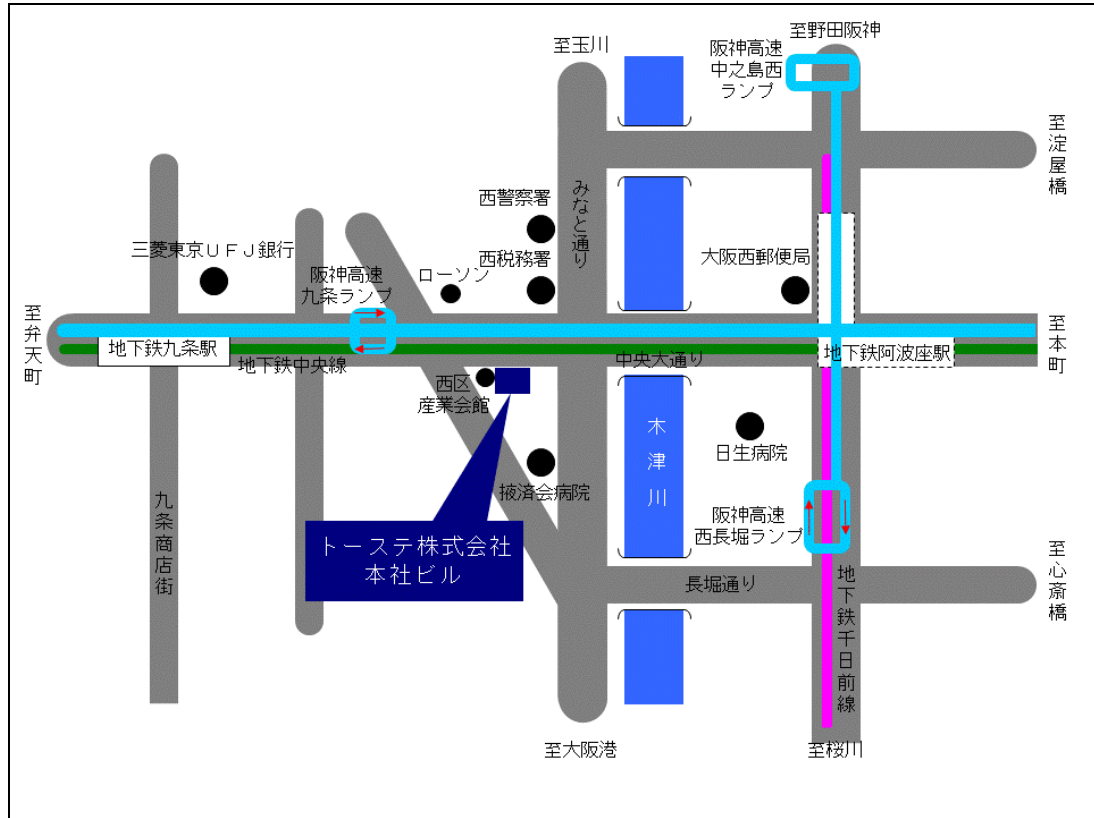 至野田阪神
至玉川
阪神高速
中之島西
ランプ
至淀屋橋
みなと通り
西警察署
三菱東京ＵＦＪ銀行
西税務署
大阪西郵便局
阪神高速
九条ランプ
ローソン
至弁天町
至本町
地下鉄九条駅
地下鉄中央線
中央大通り
地下鉄阿波座駅
西区
産業会館
木津川
日生病院
掖済会病院
九条商店街
阪神高速
西長堀ランプ
トーステ株式会社
本社ビル
長堀通り
地下鉄千日前線
至心斎橋
至大阪港
至桜川